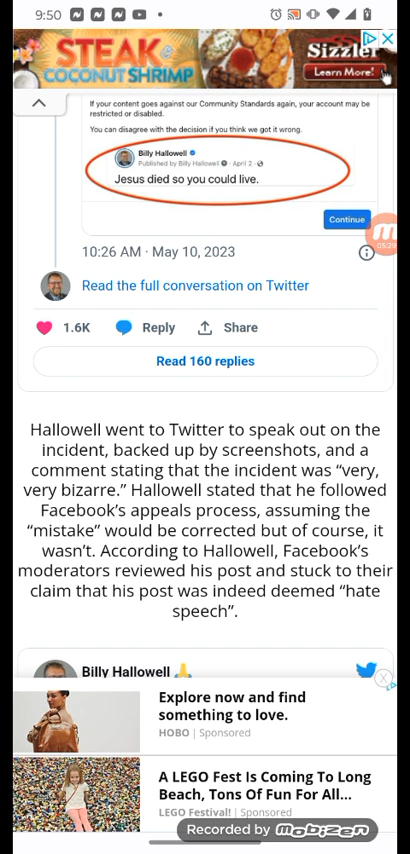 9:50
STEAK &
Sizzler
COCONUT SHRIMP
Learn More!
If your content goes against our Community Standards again, your account may be
restricted or disabled.
You can disagree with the decision if you think we got it wrong.
Billy Hallowell
Published by Billy Hallowell · April 2 ·
Jesus died so you could live.
Continue
05:29
10:26 AM · May 10, 2023
Read the full conversation on Twitter
1.6K Reply Share
Read 160 replies
Hallowell went to Twitter to speak out on the
incident, backed up by screenshots, and a
comment stating that the incident was “very,
very bizarre.” Hallowell stated that he followed
Facebook’s appeals process, assuming the
“mistake” would be corrected but of course, it
wasn’t. According to Hallowell, Facebook’s
moderators reviewed his post and stuck to their
claim that his post was indeed deemed “hate
speech”.
Billy Hallowell 🙏
Explore now and find
something to love.
HOBO | Sponsored
A LEGO Fest Is Coming To Long
Beach, Tons Of Fun For All...
LEGO Festival! | Sponsored
Recorded by mobizen